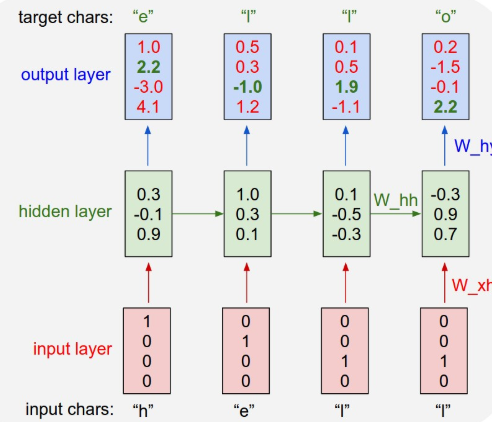 target chars: “e” “l” “l” “o”
1.0 0.5 0.1 0.2
2.2 0.3 0.5 -1.5
output layer -3.0 -1.0 1.9 -0.1
4.1 1.2 -1.1 2.2
W_hy
0.3 1.0 0.1 W_hh -0.3
hidden layer -0.1 0.3 -0.5 0.9
0.9 0.1 -0.3 0.7
W_xh
1 0 0 0
0 1 0 0
input layer 0 0 1 1
0 0 0 0
input chars: “h” “e” “l” “l”